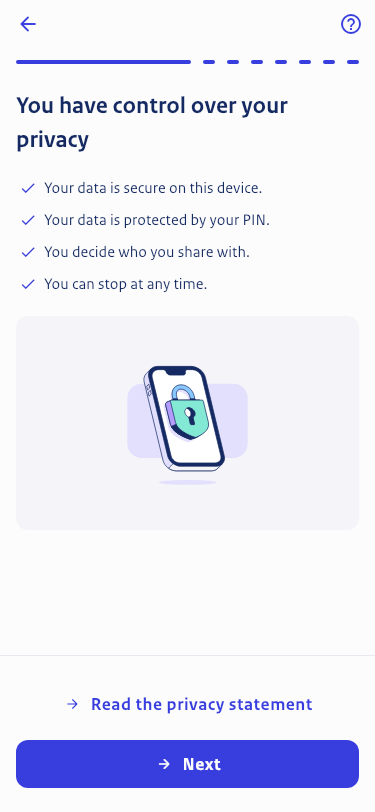 You have control over your
privacy
Your data is secure on this device.
Your data is protected by your PIN.
You decide who you share with.
You can stop at any time.
Read the privacy statement
Next